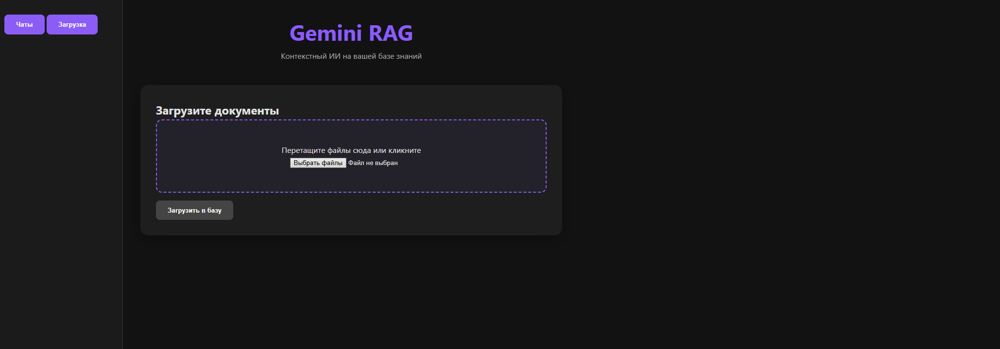 Чаты Загрузка
Gemini RAG
Контекстный ИИ на вашей базе знаний
Загрузите документы
Перетащите файлы сюда или кликните
Выбрать файлы Файл не выбран
Загрузить в базу